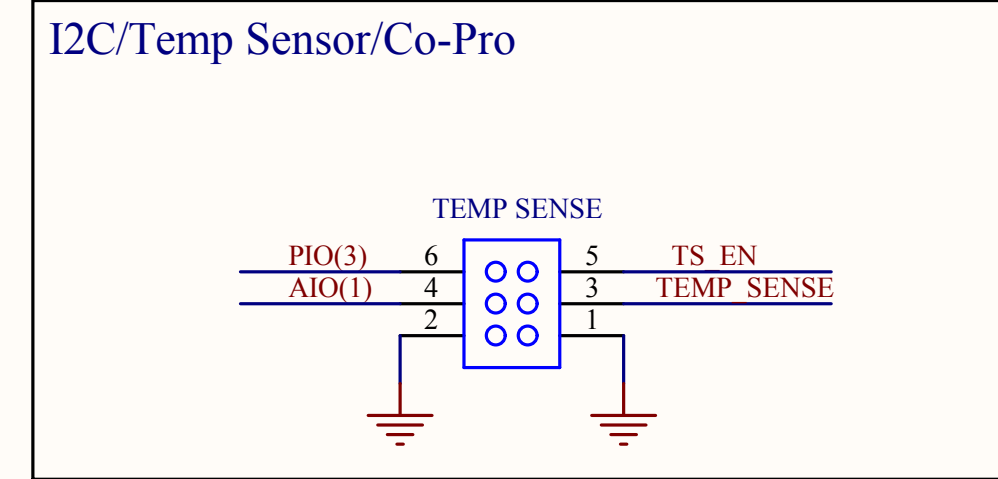 I2C/Temp Sensor/Co-Pro
TEMP SENSE
PIO(3) 6 5 TS_EN
AIO(1) 4 3 TEMP_SENSE
2 1